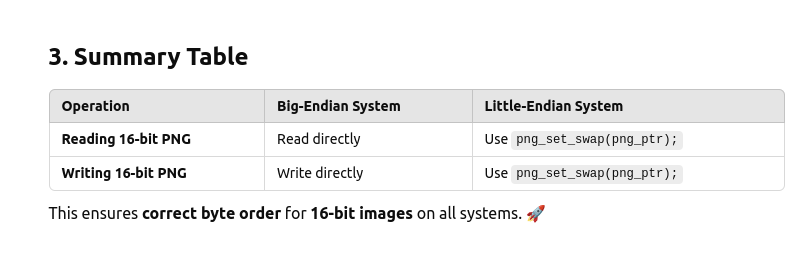 3. Summary Table
Operation Big-Endian System Little-Endian System
Reading 16-bit PNG Read directly Use png_set_swap(png_ptr);
Writing 16-bit PNG Write directly Use png_set_swap(png_ptr);
This ensures correct byte order for 16-bit images on all systems. 🚀